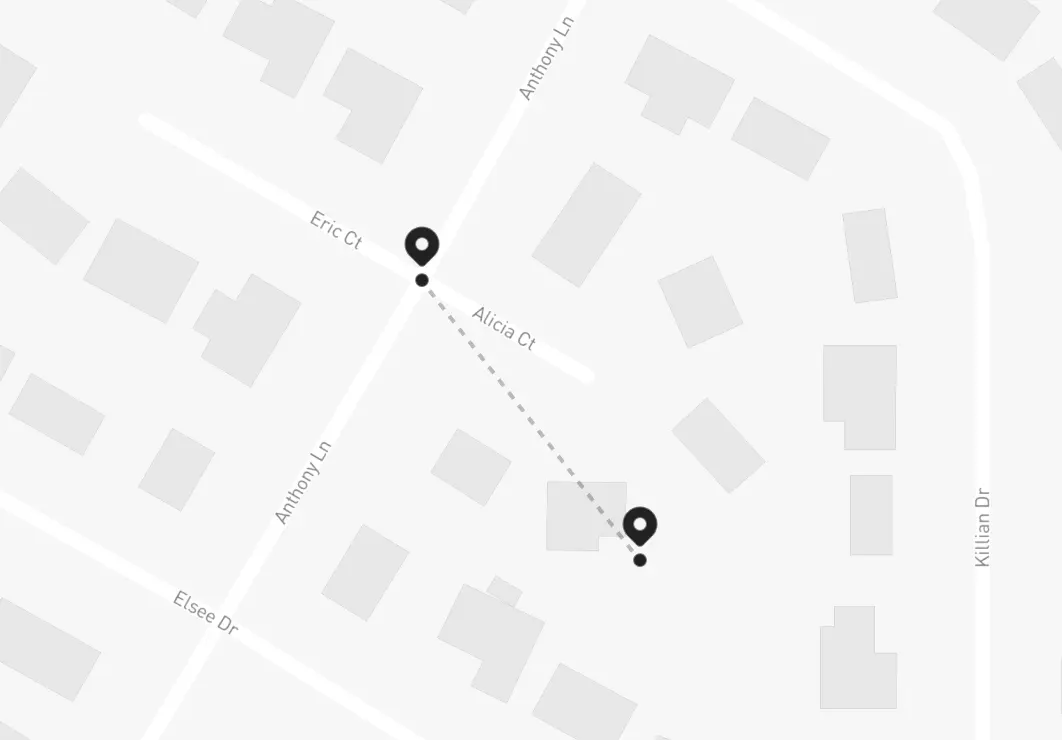 Anthony Ln
Eric Ct
Alicia Ct
Anthony Ln
Killian Dr
Elsee Dr